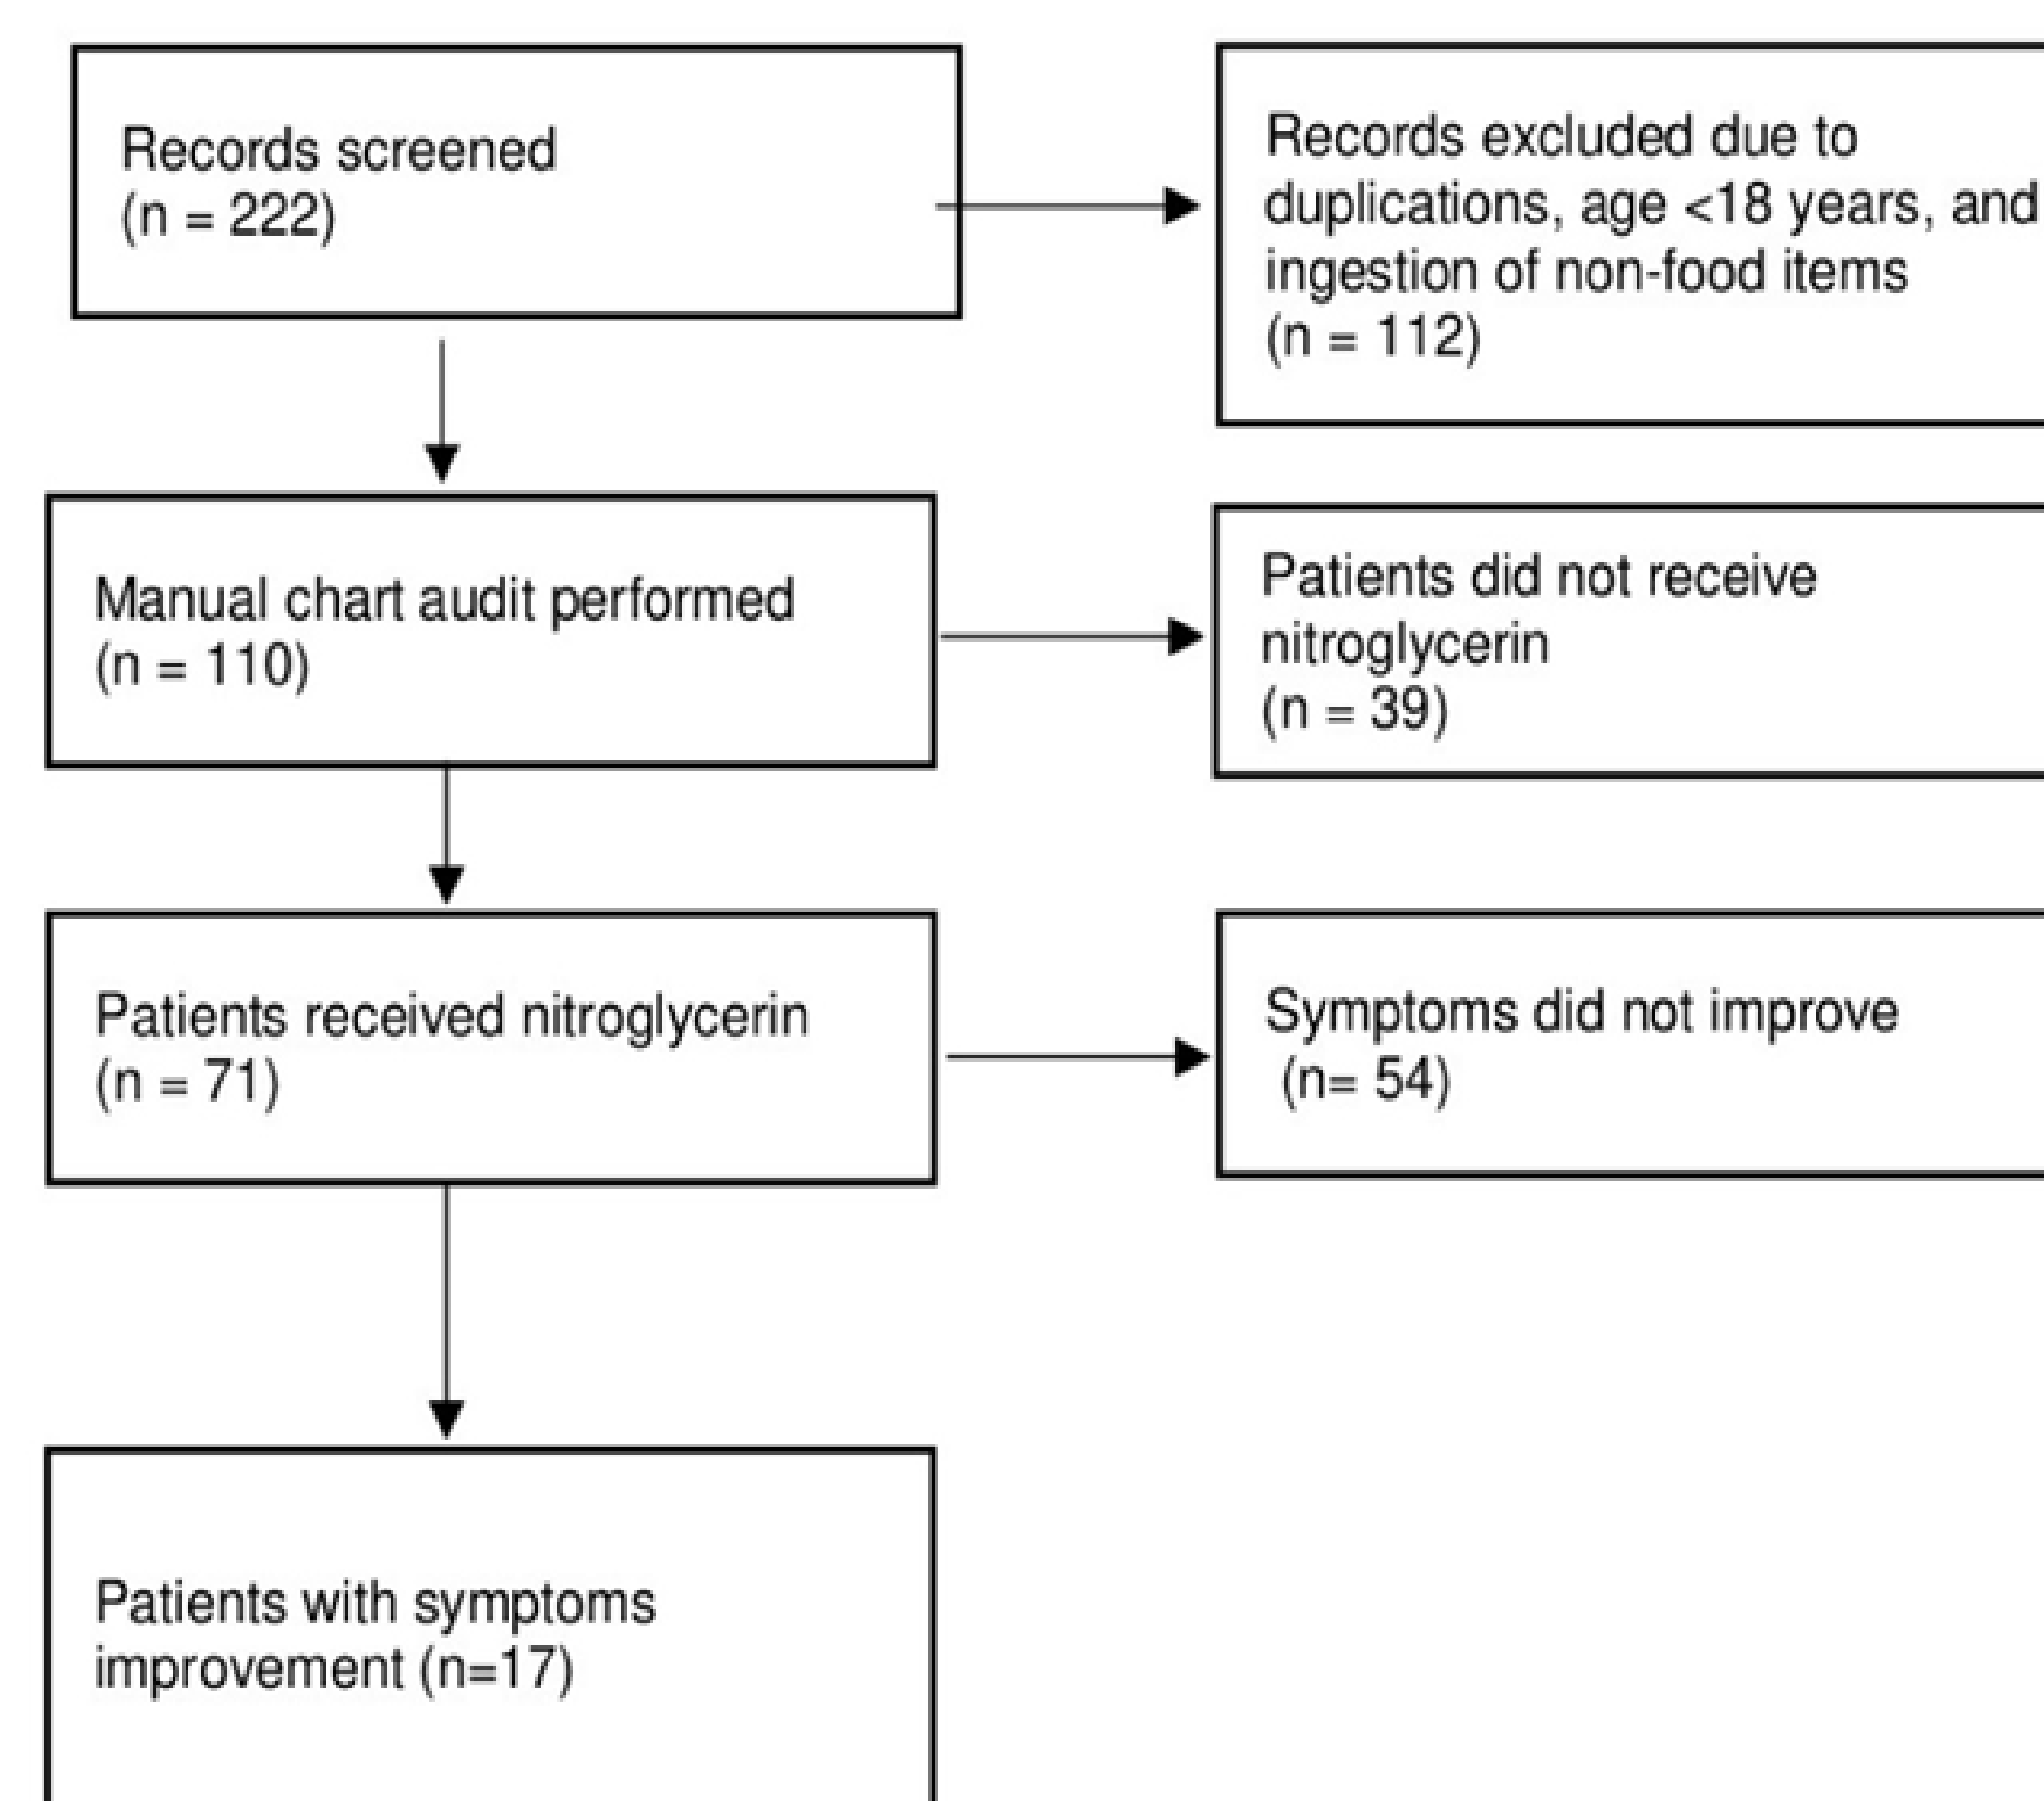 Records screened
(n = 222)
Records excluded due to
duplications, age <18 years, and
ingestion of non-food items
(n = 112)
Manual chart audit performed
(n = 110)
Patients did not receive
nitroglycerin
(n = 39)
Patients received nitroglycerin
(n = 71)
Symptoms did not improve
(n= 54)
Patients with symptoms
improvement (n=17)